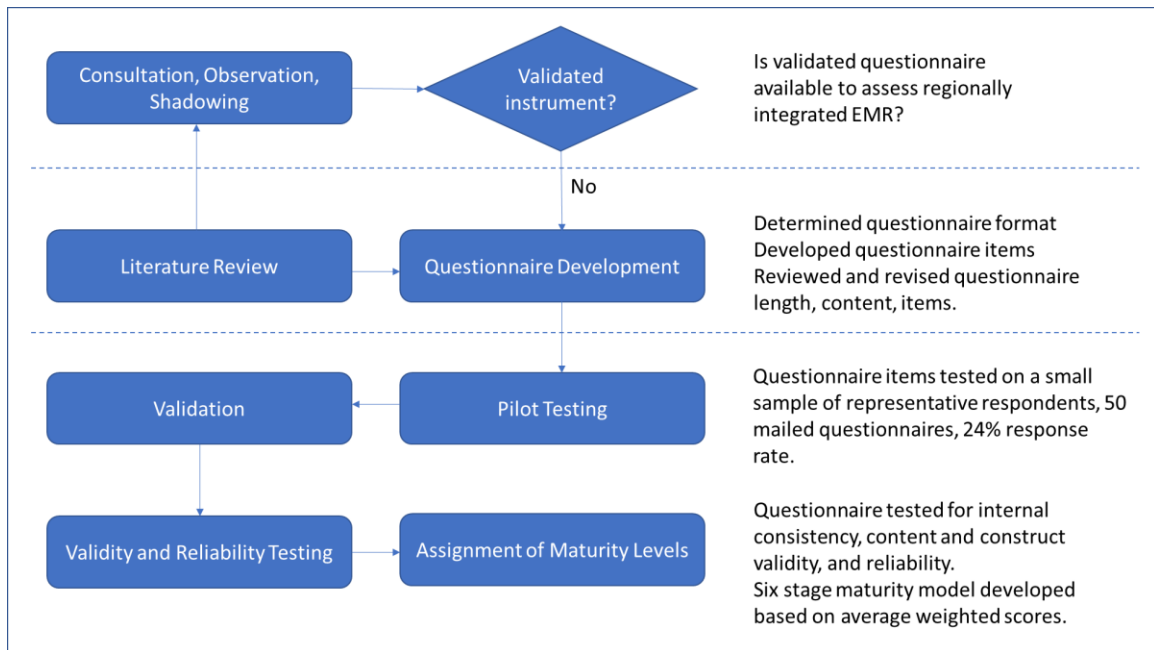 Consultation, Observation,
Shadowing
Validated
instrument?
Is validated questionnaire
available to assess regionally
integrated EMR?
No
Literature Review
Questionnaire Development
Determined questionnaire format
Developed questionnaire items
Reviewed and revised questionnaire
length, content, items.
Validation
Pilot Testing
Questionnaire items tested on a small
sample of representative respondents, 50
mailed questionnaires, 24% response
rate.
Validity and Reliability Testing
Assignment of Maturity Levels
Questionnaire tested for internal
consistency, content and construct
validity, and reliability.
Six stage maturity model developed
based on average weighted scores.